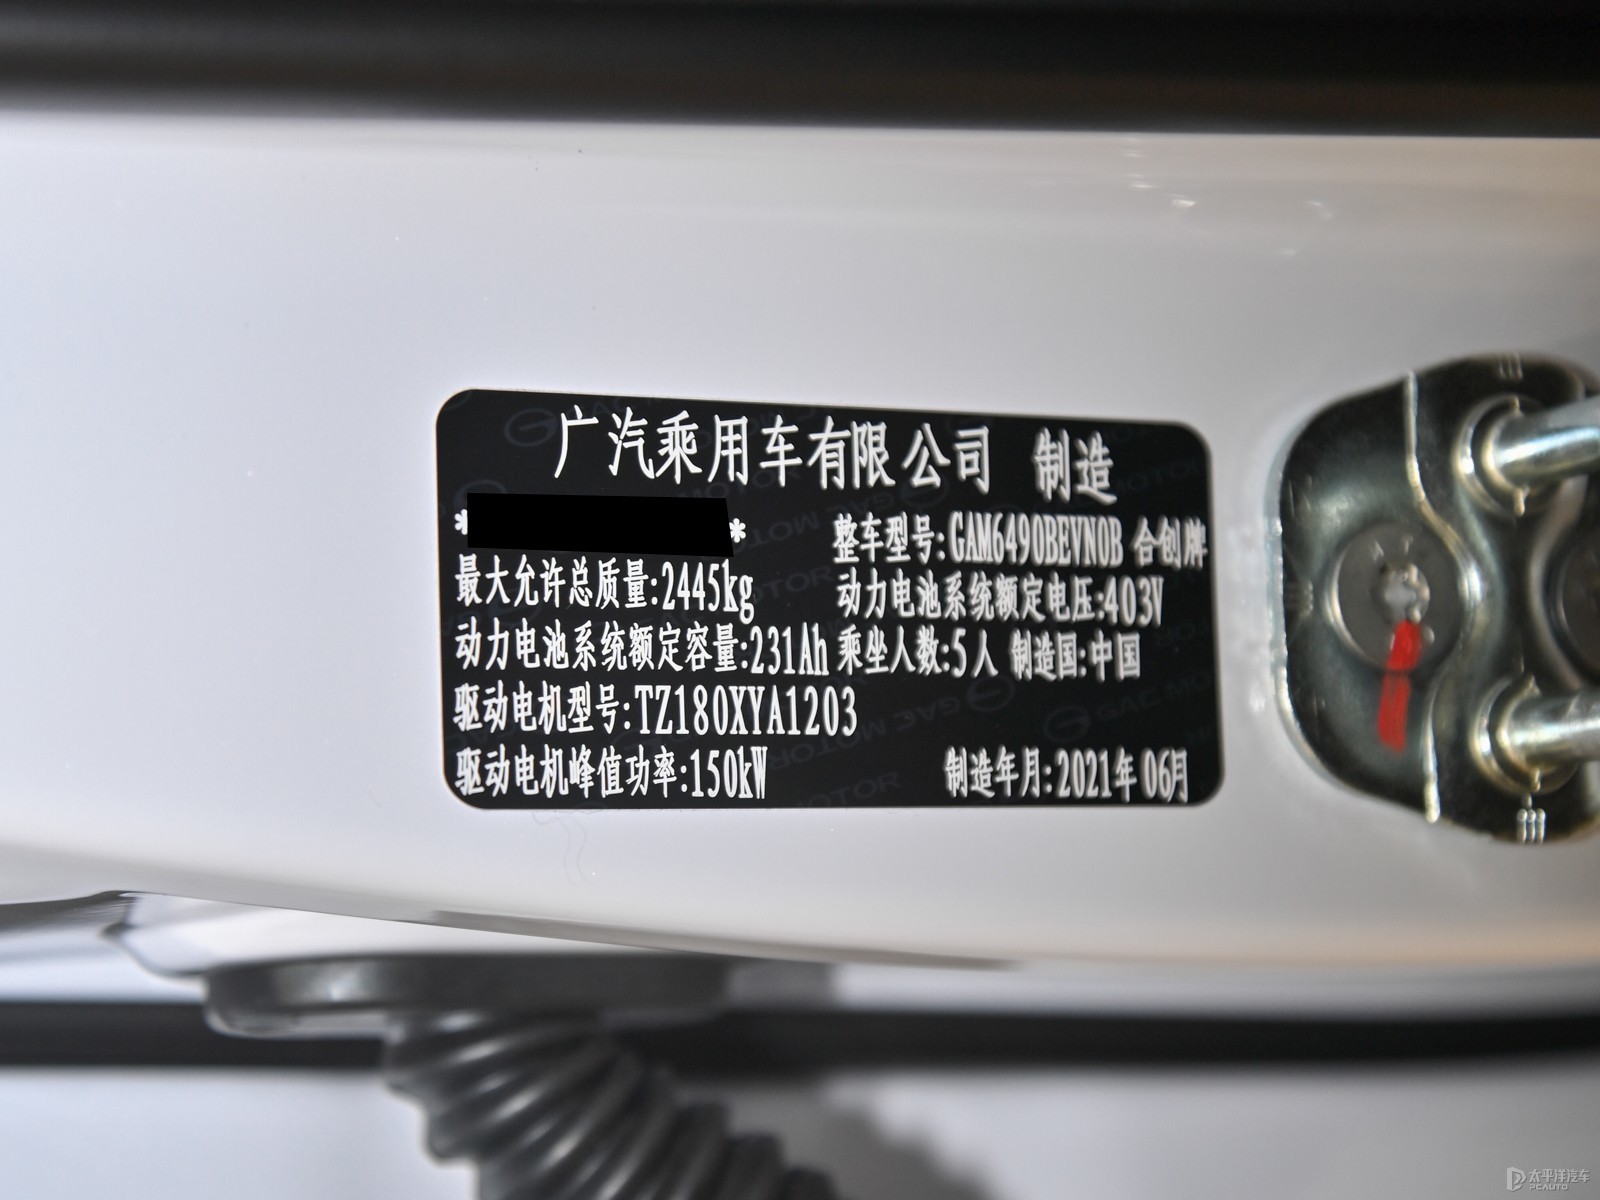 广汽乘用车有限公司 制造
* * 整车型号:GAM6490BEVN0B 合创牌
最大允许总质量:2445kg 动力电池系统额定电压:403V
动力电池系统额定容量:231Ah 乘坐人数:5人 制造国:中国
驱动电机型号:TZ180XYA1203
驱动电机峰值功率:150kW 制造年月:2021年 06月
GAC MOTOR
太平洋汽车
PCAUTO